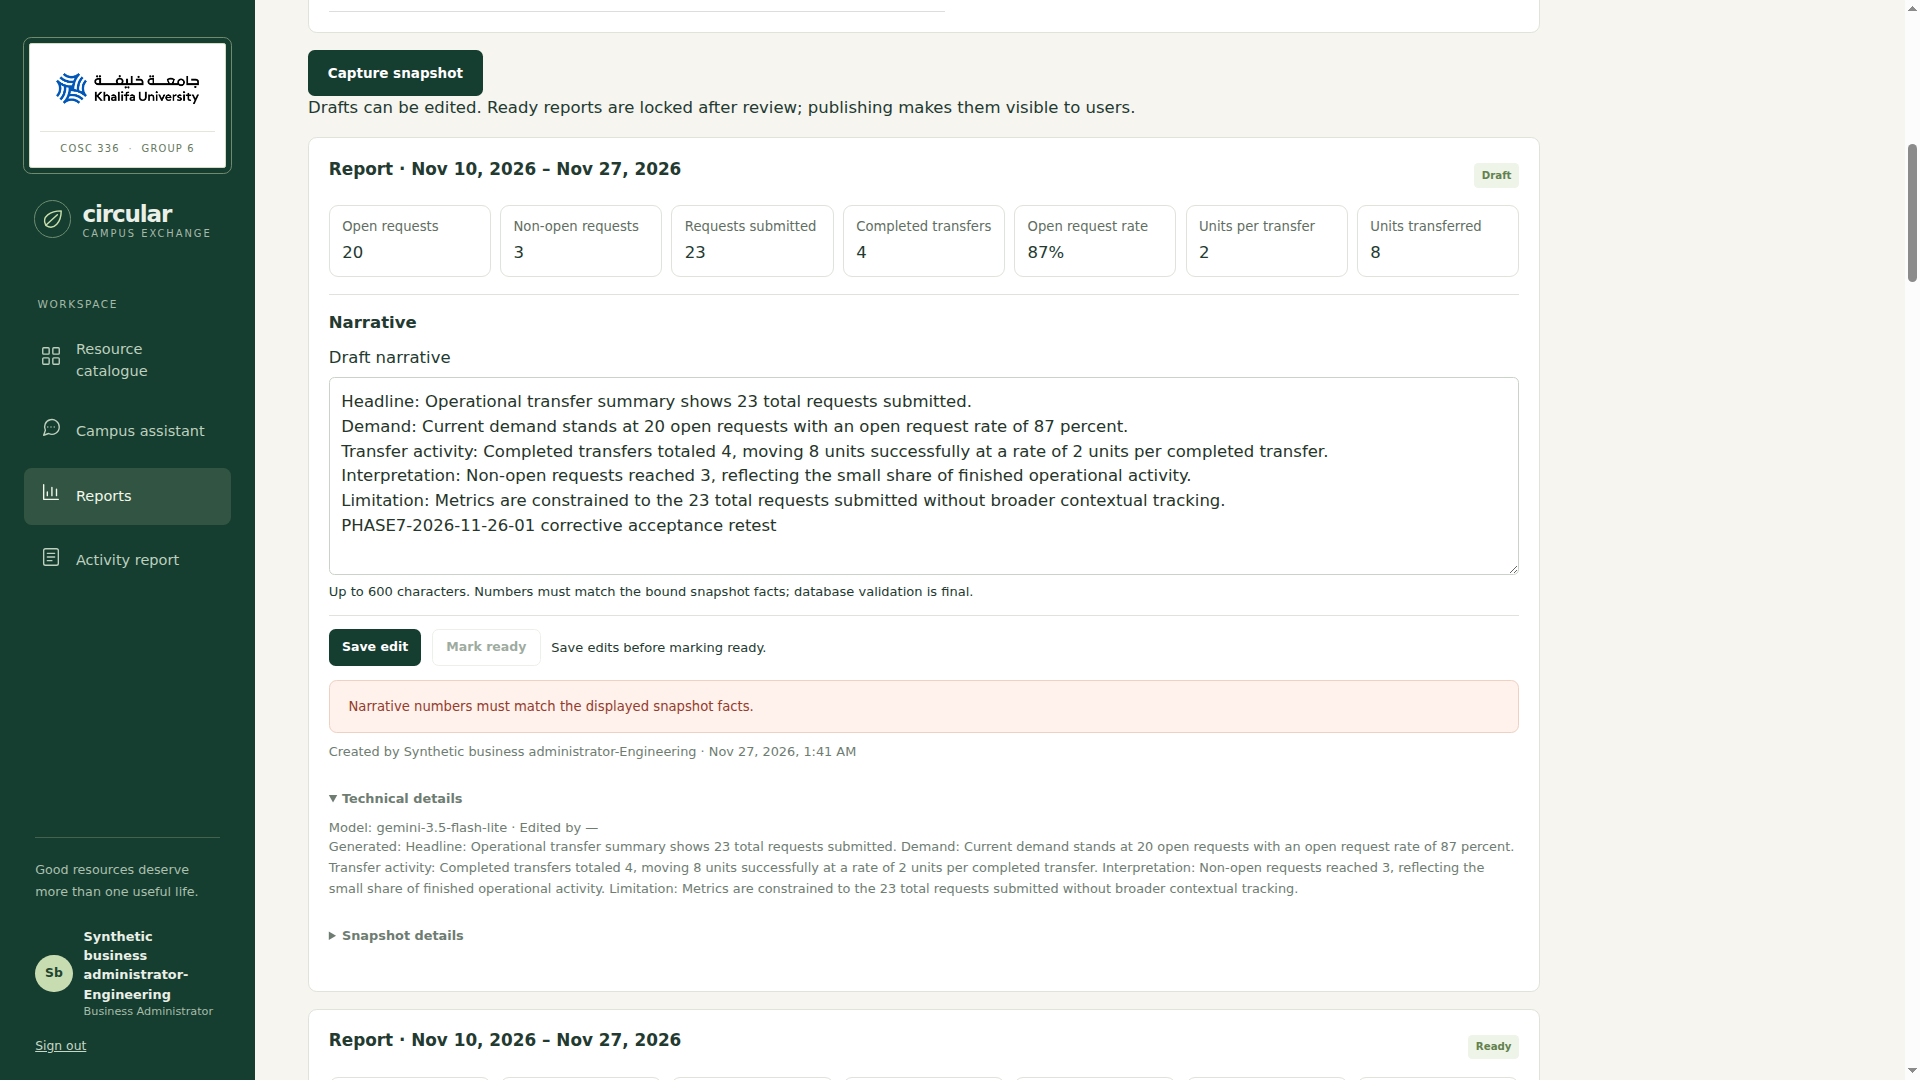 جامعة خليفة
Khalifa University
COSC 336 · GROUP 6
circular
CAMPUS EXCHANGE
WORKSPACE
Resource
catalogue
Campus assistant
Reports
Activity report
Good resources deserve
more than one useful life.
Sb
Synthetic
business
administrator-
Engineering
Business Administrator
Sign out
Capture snapshot
Drafts can be edited. Ready reports are locked after review; publishing makes them visible to users.
Report · Nov 10, 2026 – Nov 27, 2026
Draft
Open requests
20
Non-open requests
3
Requests submitted
23
Completed transfers
4
Open request rate
87%
Units per transfer
2
Units transferred
8
Narrative
Draft narrative
Headline: Operational transfer summary shows 23 total requests submitted.
Demand: Current demand stands at 20 open requests with an open request rate of 87 percent.
Transfer activity: Completed transfers totaled 4, moving 8 units successfully at a rate of 2 units per completed transfer.
Interpretation: Non-open requests reached 3, reflecting the small share of finished operational activity.
Limitation: Metrics are constrained to the 23 total requests submitted without broader contextual tracking.
PHASE7-2026-11-26-01 corrective acceptance retest
Up to 600 characters. Numbers must match the bound snapshot facts; database validation is final.
Save edit
Mark ready
Save edits before marking ready.
Narrative numbers must match the displayed snapshot facts.
Created by Synthetic business administrator-Engineering · Nov 27, 2026, 1:41 AM
Technical details
Model: gemini-3.5-flash-lite · Edited by —
Generated: Headline: Operational transfer summary shows 23 total requests submitted. Demand: Current demand stands at 20 open requests with an open request rate of 87 percent.
Transfer activity: Completed transfers totaled 4, moving 8 units successfully at a rate of 2 units per completed transfer. Interpretation: Non-open requests reached 3, reflecting the
small share of finished operational activity. Limitation: Metrics are constrained to the 23 total requests submitted without broader contextual tracking.
Snapshot details
Report · Nov 10, 2026 – Nov 27, 2026
Ready